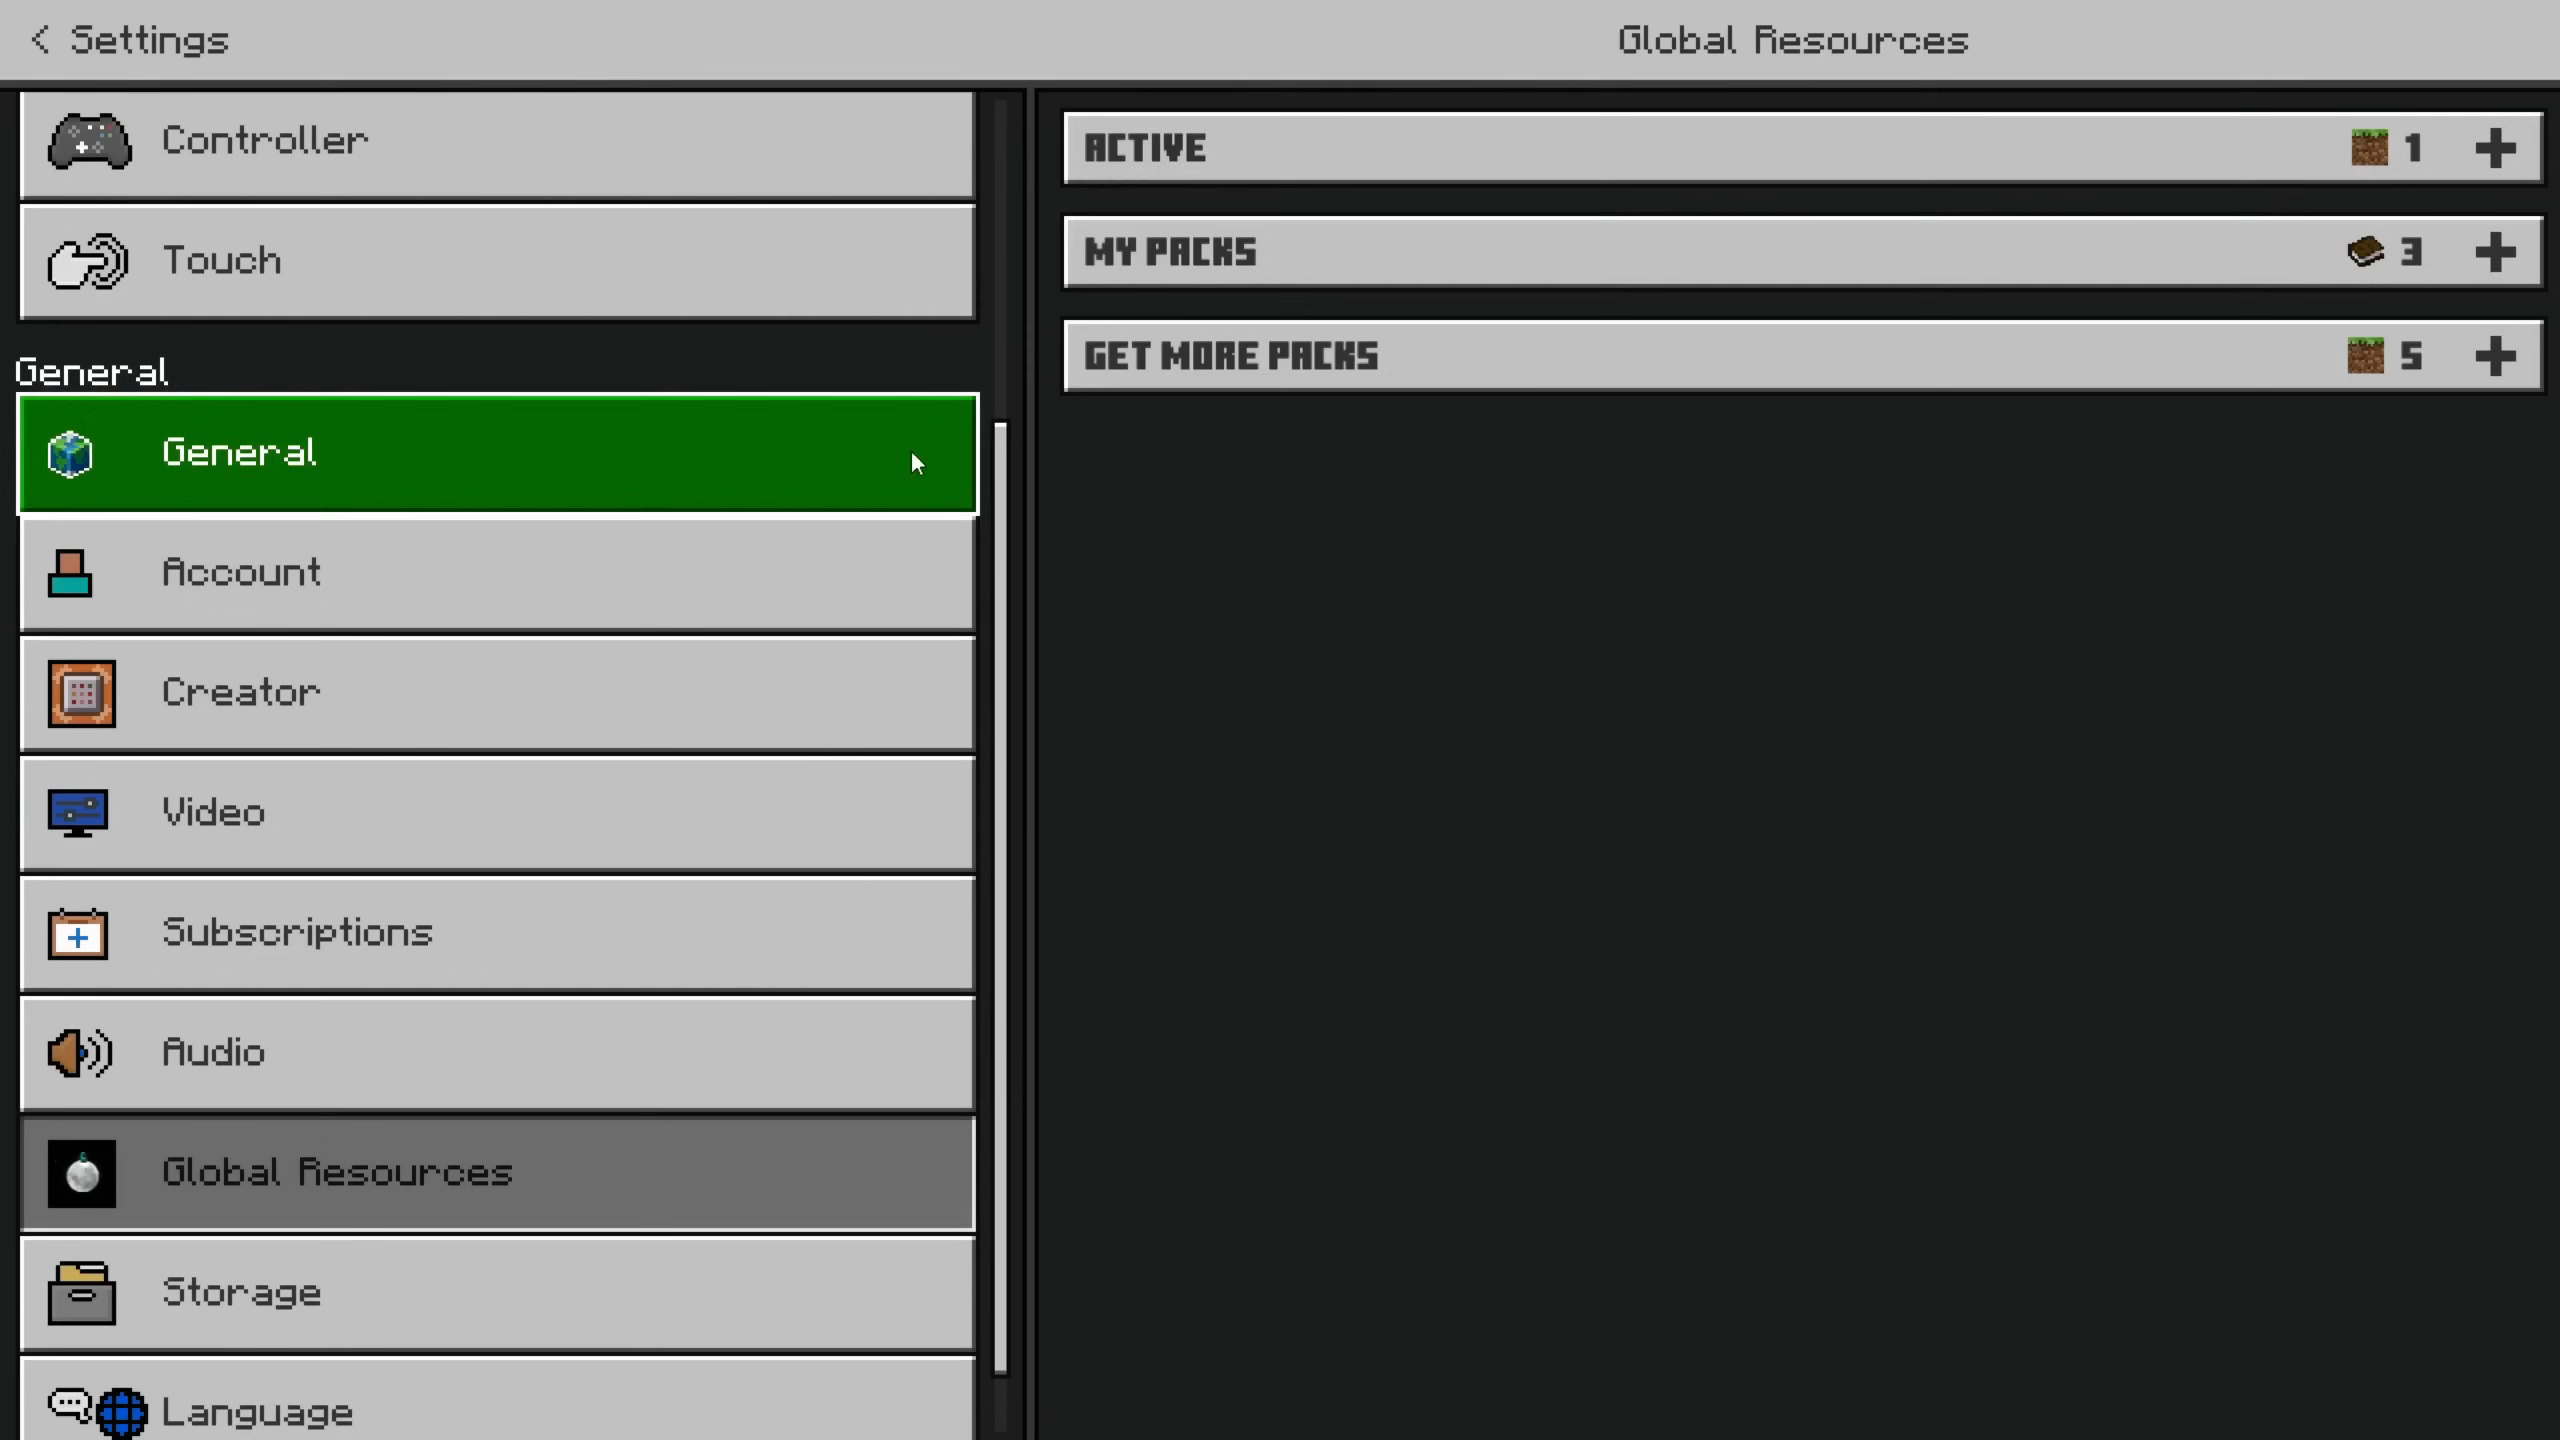 Settings
Global Resources
Controller
Touch
General
General
Account
Creator
Video
Subscriptions
Audio
Global Resources
Storage
Language
ACTIVE 1
MY PACKS 3
GET MORE PACKS 5